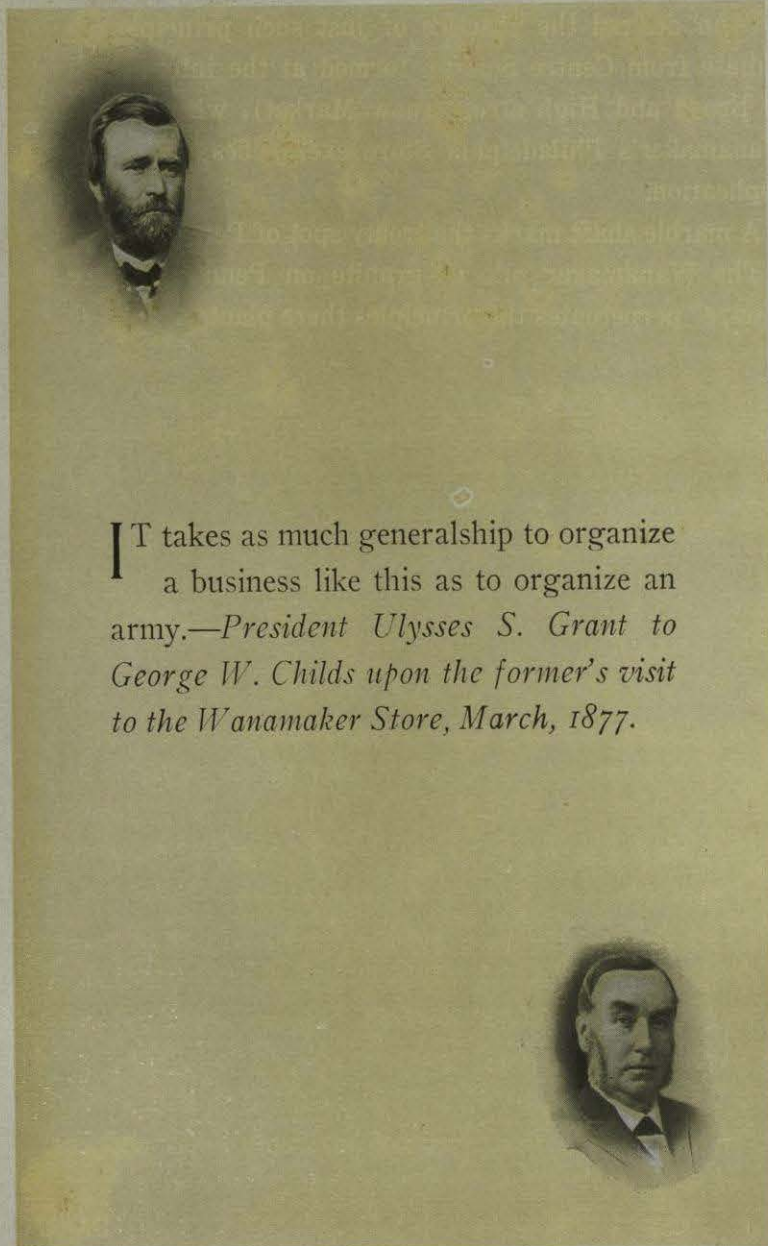 IT takes as much generalship to organize
a business like this as to organize an
army.—President Ulysses S. Grant to
George W. Childs upon the former's visit
to the Wanamaker Store, March, 1877.